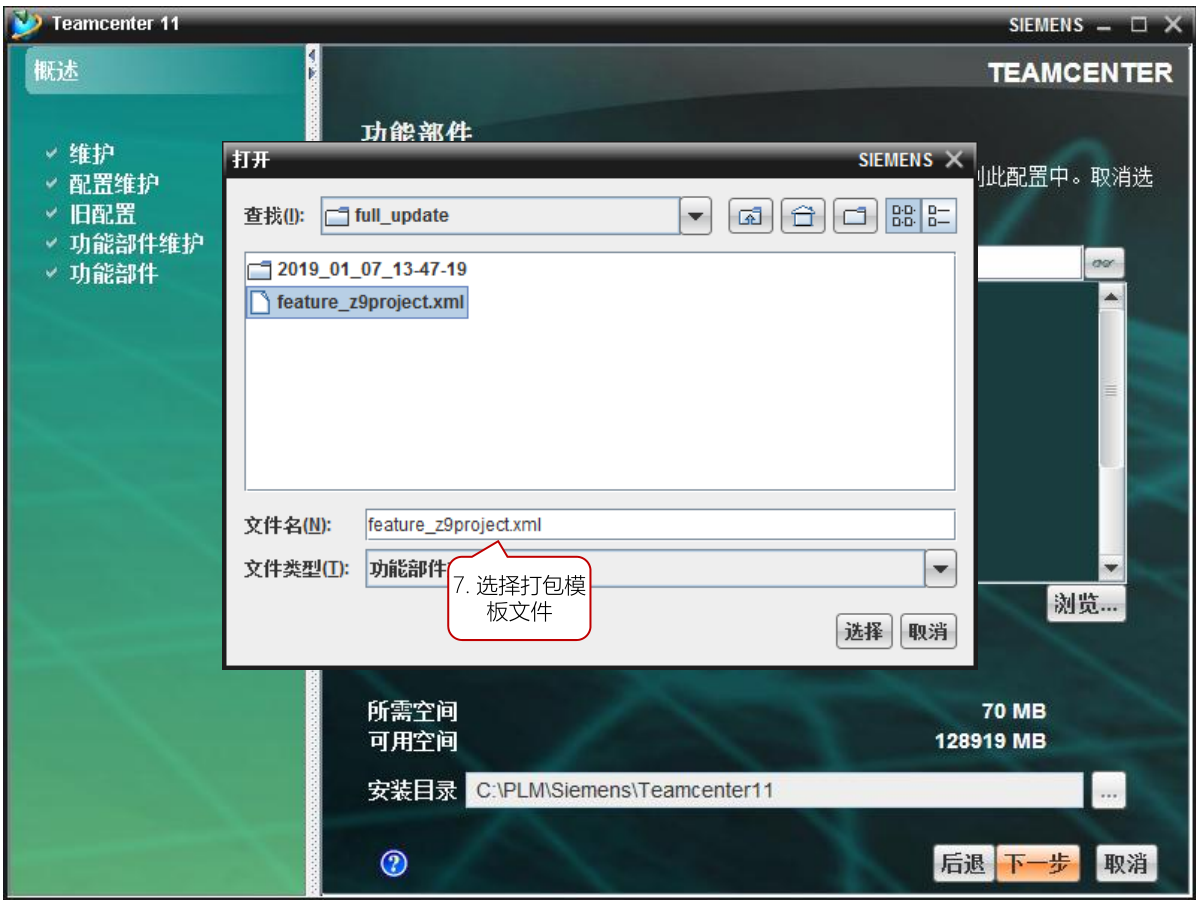 Teamcenter 11
SIEMENS
概述
TEAMCENTER
维护
配置维护
旧配置
功能部件维护
功能部件
功能部件
到此配置中。取消选
打开
SIEMENS
查找(I):
full_update
2019_01_07_13-47-19
feature_z9project.xml
文件名(N):
feature_z9project.xml
文件类型(T):
功能部件
7. 选择打包模
板文件
选择
取消
浏览...
所需空间
70 MB
可用空间
128919 MB
安装目录
C:\PLM\Siemens\Teamcenter11
...
后退
下一步
取消